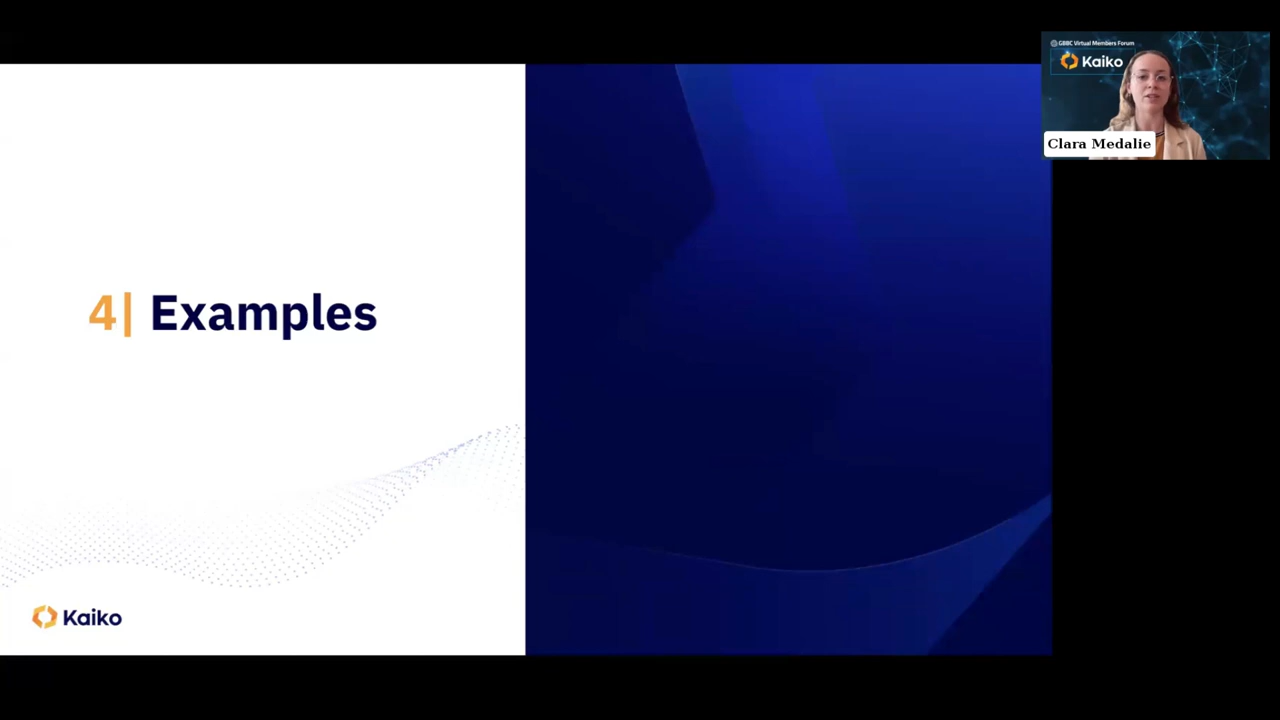 GBBC Virtual Members Forum
Kaiko
Clara Medalie
4| Examples
Kaiko